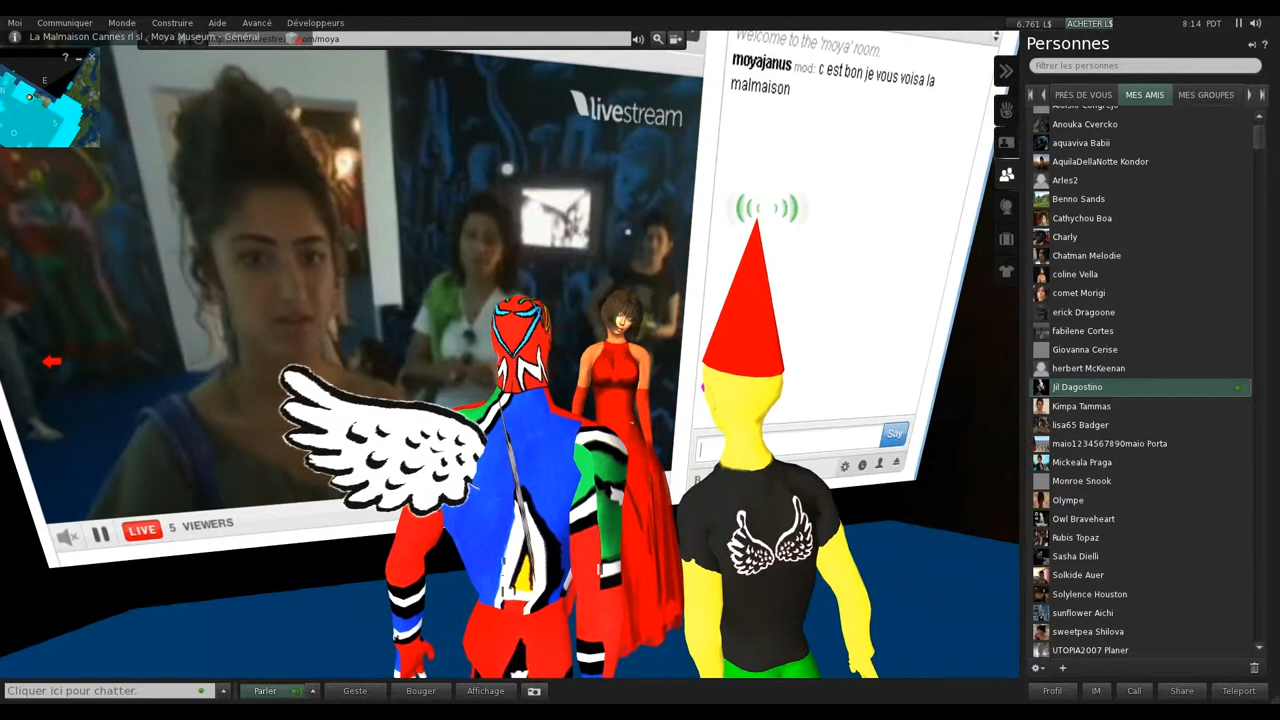 Moi Communiquer Monde Construire Aide Avancé Développeurs
6,761 L$ ACHETER L$ 8:14 PDT
La Malmaison Cannes rl sl , Moya Museum - Général
om/moya
Personnes
Filtrer les personnes
PRÈS DE VOUS MES AMIS MES GROUPES
Welcome to the 'moya' room.
moyajanus mod: c est bon je vous voisa la
malmaison
livestream
Say
LIVE 5 VIEWERS
Anouka Cvercko
aquaviva Babii
AquilaDellaNotte Kondor
Arles2
Benno Sands
Cathychou Boa
Charly
Chatman Melodie
coline Vella
comet Morigi
erick Dragoone
fabilene Cortes
Giovanna Cerise
herbert McKeenan
Jil Dagostino
Kimpa Tammas
lisa65 Badger
maio1234567890maio Porta
Mickeala Praga
Monroe Snook
Olympe
Owl Braveheart
Rubis Topaz
Sasha Dielli
Solkide Auer
Solylence Houston
sunflower Aichi
sweetpea Shilova
UTOPIA2007 Planer
Cliquer ici pour chatter. Parler Geste Bouger Affichage
Profil IM Call Share Teleport